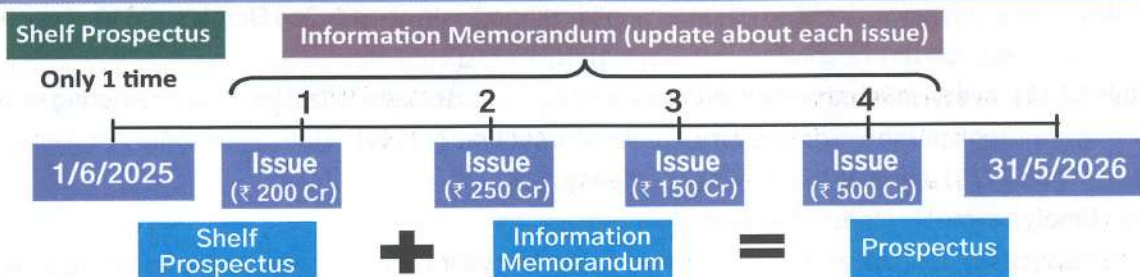 Shelf Prospectus
Information Memorandum (update about each issue)
Only 1 time
1
2
3
4
1/6/2025
Issue
(₹ 200 Cr)
Issue
(₹ 250 Cr)
Issue
(₹ 150 Cr)
Issue
(₹ 500 Cr)
31/5/2026
Shelf
Prospectus
+
Information
Memorandum
=
Prospectus